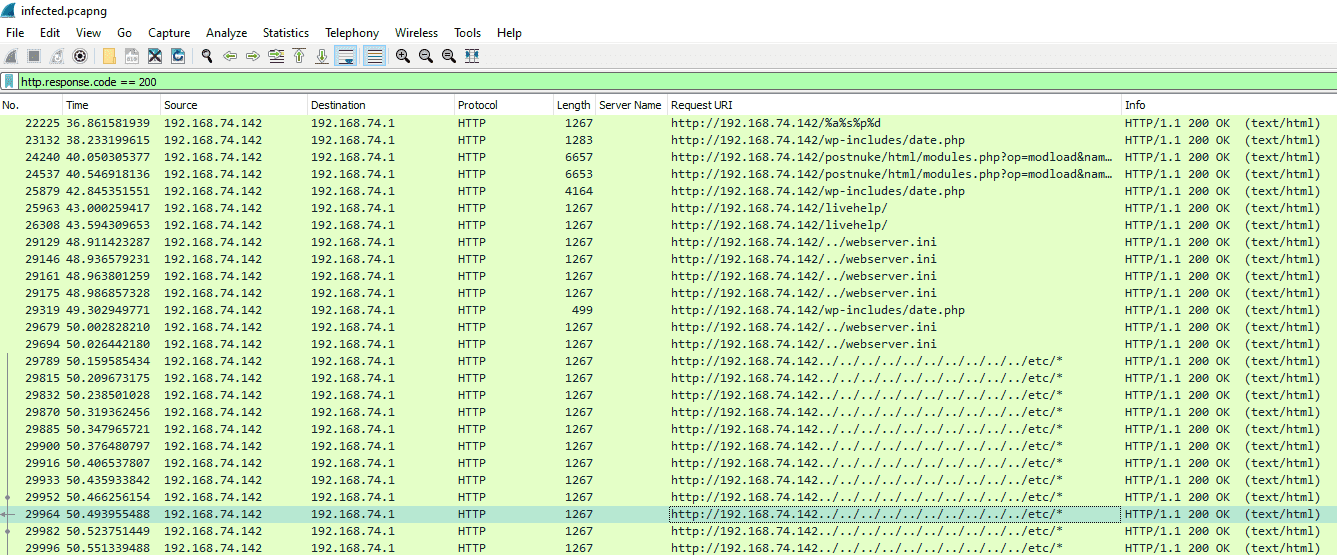 infected.pcapng
File Edit View Go Capture Analyze Statistics Telephony Wireless Tools Help
http.response.code == 200
No. Time Source Destination Protocol Length Server Name Request URI Info
22225 36.861581939 192.168.74.142 192.168.74.1 HTTP 1267 http://192.168.74.142/%a%s%p%d HTTP/1.1 200 OK (text/html)
23132 38.233199615 192.168.74.142 192.168.74.1 HTTP 1283 http://192.168.74.142/wp-includes/date.php HTTP/1.1 200 OK (text/html)
24240 40.050305377 192.168.74.142 192.168.74.1 HTTP 6657 http://192.168.74.142/postnuke/html/modules.php?op=modload&nam… HTTP/1.1 200 OK (text/html)
24537 40.546918136 192.168.74.142 192.168.74.1 HTTP 6653 http://192.168.74.142/postnuke/html/modules.php?op=modload&nam… HTTP/1.1 200 OK (text/html)
25879 42.845351551 192.168.74.142 192.168.74.1 HTTP 4164 http://192.168.74.142/wp-includes/date.php HTTP/1.1 200 OK (text/html)
25963 43.000259417 192.168.74.142 192.168.74.1 HTTP 1267 http://192.168.74.142/livehelp/ HTTP/1.1 200 OK (text/html)
26308 43.594309653 192.168.74.142 192.168.74.1 HTTP 1267 http://192.168.74.142/livehelp/ HTTP/1.1 200 OK (text/html)
29129 48.911423287 192.168.74.142 192.168.74.1 HTTP 1267 http://192.168.74.142/../webserver.ini HTTP/1.1 200 OK (text/html)
29146 48.936579231 192.168.74.142 192.168.74.1 HTTP 1267 http://192.168.74.142/../webserver.ini HTTP/1.1 200 OK (text/html)
29161 48.963801259 192.168.74.142 192.168.74.1 HTTP 1267 http://192.168.74.142/../webserver.ini HTTP/1.1 200 OK (text/html)
29175 48.986857328 192.168.74.142 192.168.74.1 HTTP 1267 http://192.168.74.142/../webserver.ini HTTP/1.1 200 OK (text/html)
29319 49.302949771 192.168.74.142 192.168.74.1 HTTP 499 http://192.168.74.142/wp-includes/date.php HTTP/1.1 200 OK (text/html)
29679 50.002828210 192.168.74.142 192.168.74.1 HTTP 1267 http://192.168.74.142/../webserver.ini HTTP/1.1 200 OK (text/html)
29694 50.026442180 192.168.74.142 192.168.74.1 HTTP 1267 http://192.168.74.142/../webserver.ini HTTP/1.1 200 OK (text/html)
29789 50.159585434 192.168.74.142 192.168.74.1 HTTP 1267 http://192.168.74.142../../../../../../../../../../etc/* HTTP/1.1 200 OK (text/html)
29815 50.209673175 192.168.74.142 192.168.74.1 HTTP 1267 http://192.168.74.142../../../../../../../../../../etc/* HTTP/1.1 200 OK (text/html)
29832 50.238501028 192.168.74.142 192.168.74.1 HTTP 1267 http://192.168.74.142../../../../../../../../../../etc/* HTTP/1.1 200 OK (text/html)
29870 50.319362456 192.168.74.142 192.168.74.1 HTTP 1267 http://192.168.74.142../../../../../../../../../../etc/* HTTP/1.1 200 OK (text/html)
29885 50.347965721 192.168.74.142 192.168.74.1 HTTP 1267 http://192.168.74.142../../../../../../../../../../etc/* HTTP/1.1 200 OK (text/html)
29900 50.376480797 192.168.74.142 192.168.74.1 HTTP 1267 http://192.168.74.142../../../../../../../../../../etc/* HTTP/1.1 200 OK (text/html)
29916 50.406537807 192.168.74.142 192.168.74.1 HTTP 1267 http://192.168.74.142../../../../../../../../../../etc/* HTTP/1.1 200 OK (text/html)
29933 50.435933842 192.168.74.142 192.168.74.1 HTTP 1267 http://192.168.74.142../../../../../../../../../../etc/* HTTP/1.1 200 OK (text/html)
29952 50.466256154 192.168.74.142 192.168.74.1 HTTP 1267 http://192.168.74.142../../../../../../../../../../etc/* HTTP/1.1 200 OK (text/html)
29964 50.493955488 192.168.74.142 192.168.74.1 HTTP 1267 http://192.168.74.142../../../../../../../../../../etc/* HTTP/1.1 200 OK (text/html)
29982 50.523751449 192.168.74.142 192.168.74.1 HTTP 1267 http://192.168.74.142../../../../../../../../../../etc/* HTTP/1.1 200 OK (text/html)
29996 50.551339488 192.168.74.142 192.168.74.1 HTTP 1267 http://192.168.74.142../../../../../../../../../../etc/* HTTP/1.1 200 OK (text/html)